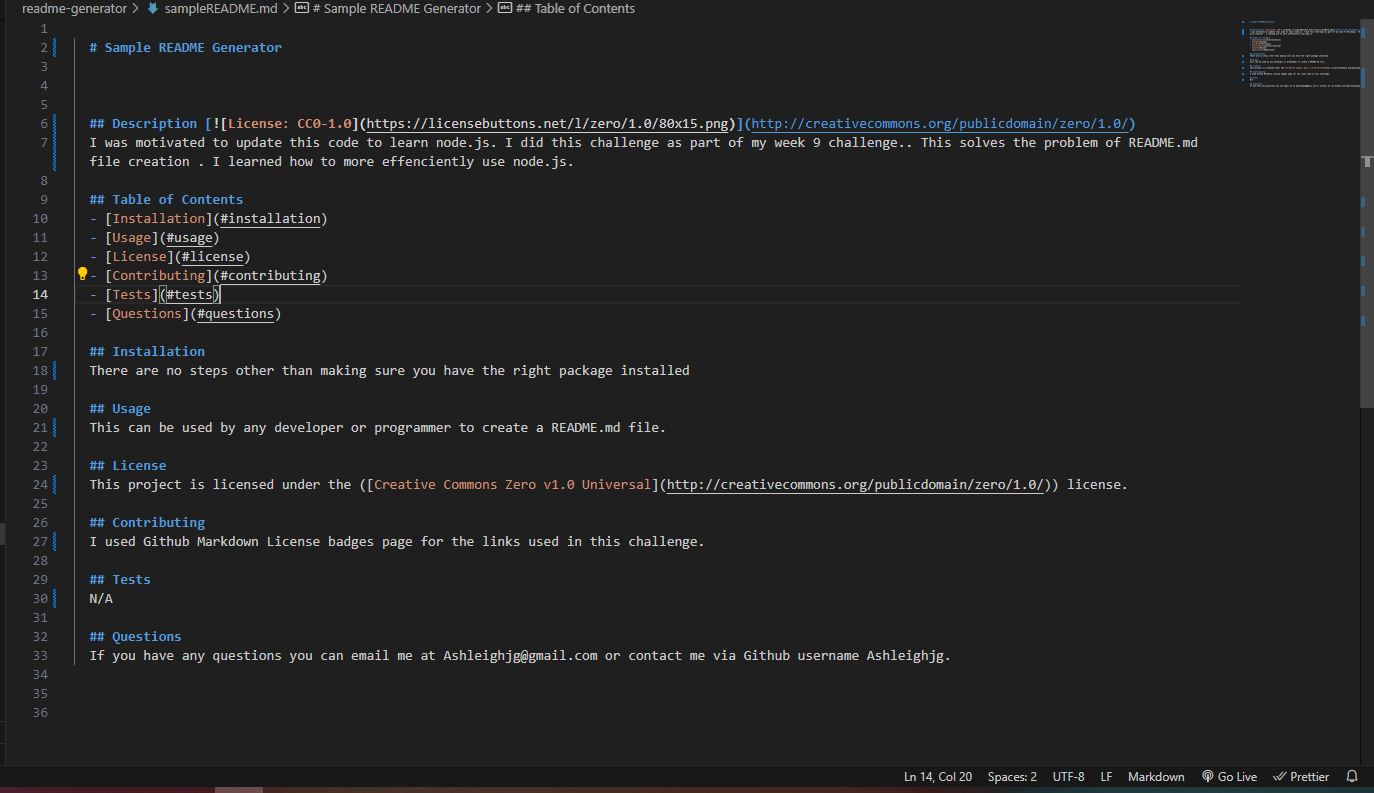 readme-generator > sampleREADME.md > # Sample README Generator > ## Table of Contents
1
2 # Sample README Generator
3
4
5
6 ## Description [![License: CC0-1.0](https://licensebuttons.net/l/zero/1.0/80x15.png)](http://creativecommons.org/publicdomain/zero/1.0/)
7 I was motivated to update this code to learn node.js. I did this challenge as part of my week 9 challenge.. This solves the problem of README.md
file creation . I learned how to more effenciently use node.js.
8
9 ## Table of Contents
10 - [Installation](#installation)
11 - [Usage](#usage)
12 - [License](#license)
13 - [Contributing](#contributing)
14 - [Tests](#tests)
15 - [Questions](#questions)
16
17 ## Installation
18 There are no steps other than making sure you have the right package installed
19
20 ## Usage
21 This can be used by any developer or programmer to create a README.md file.
22
23 ## License
24 This project is licensed under the ([Creative Commons Zero v1.0 Universal](http://creativecommons.org/publicdomain/zero/1.0/)) license.
25
26 ## Contributing
27 I used Github Markdown License badges page for the links used in this challenge.
28
29 ## Tests
30 N/A
31
32 ## Questions
33 If you have any questions you can email me at Ashleighjg@gmail.com or contact me via Github username Ashleighjg.
34
35
36
Ln 14, Col 20 Spaces: 2 UTF-8 LF Markdown Go Live Prettier